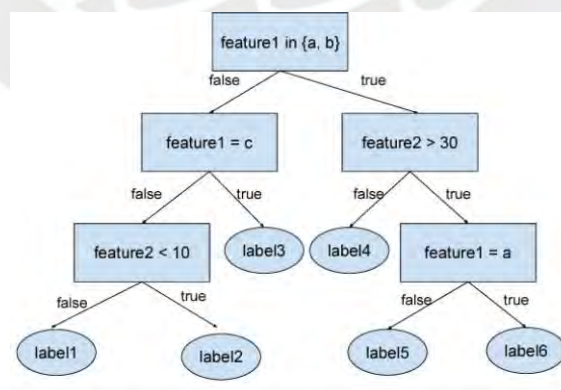 feature1 in {a, b}
false
true
feature1 = c
feature2 > 30
false
true
false
true
feature2 < 10
label3
label4
feature1 = a
false
true
false
true
label1
label2
label5
label6